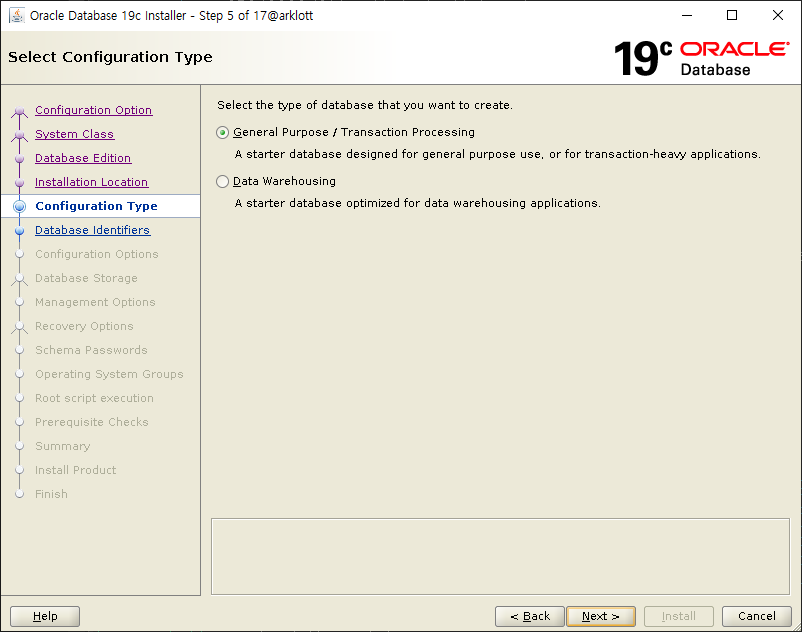 Oracle Database 19c Installer - Step 5 of 17@arklott
Select Configuration Type
19c ORACLE
Database
Configuration Option
System Class
Database Edition
Installation Location
Configuration Type
Database Identifiers
Configuration Options
Database Storage
Management Options
Recovery Options
Schema Passwords
Operating System Groups
Root script execution
Prerequisite Checks
Summary
Install Product
Finish
Select the type of database that you want to create.
General Purpose / Transaction Processing
A starter database designed for general purpose use, or for transaction-heavy applications.
Data Warehousing
A starter database optimized for data warehousing applications.
Help
< Back
Next >
Install
Cancel